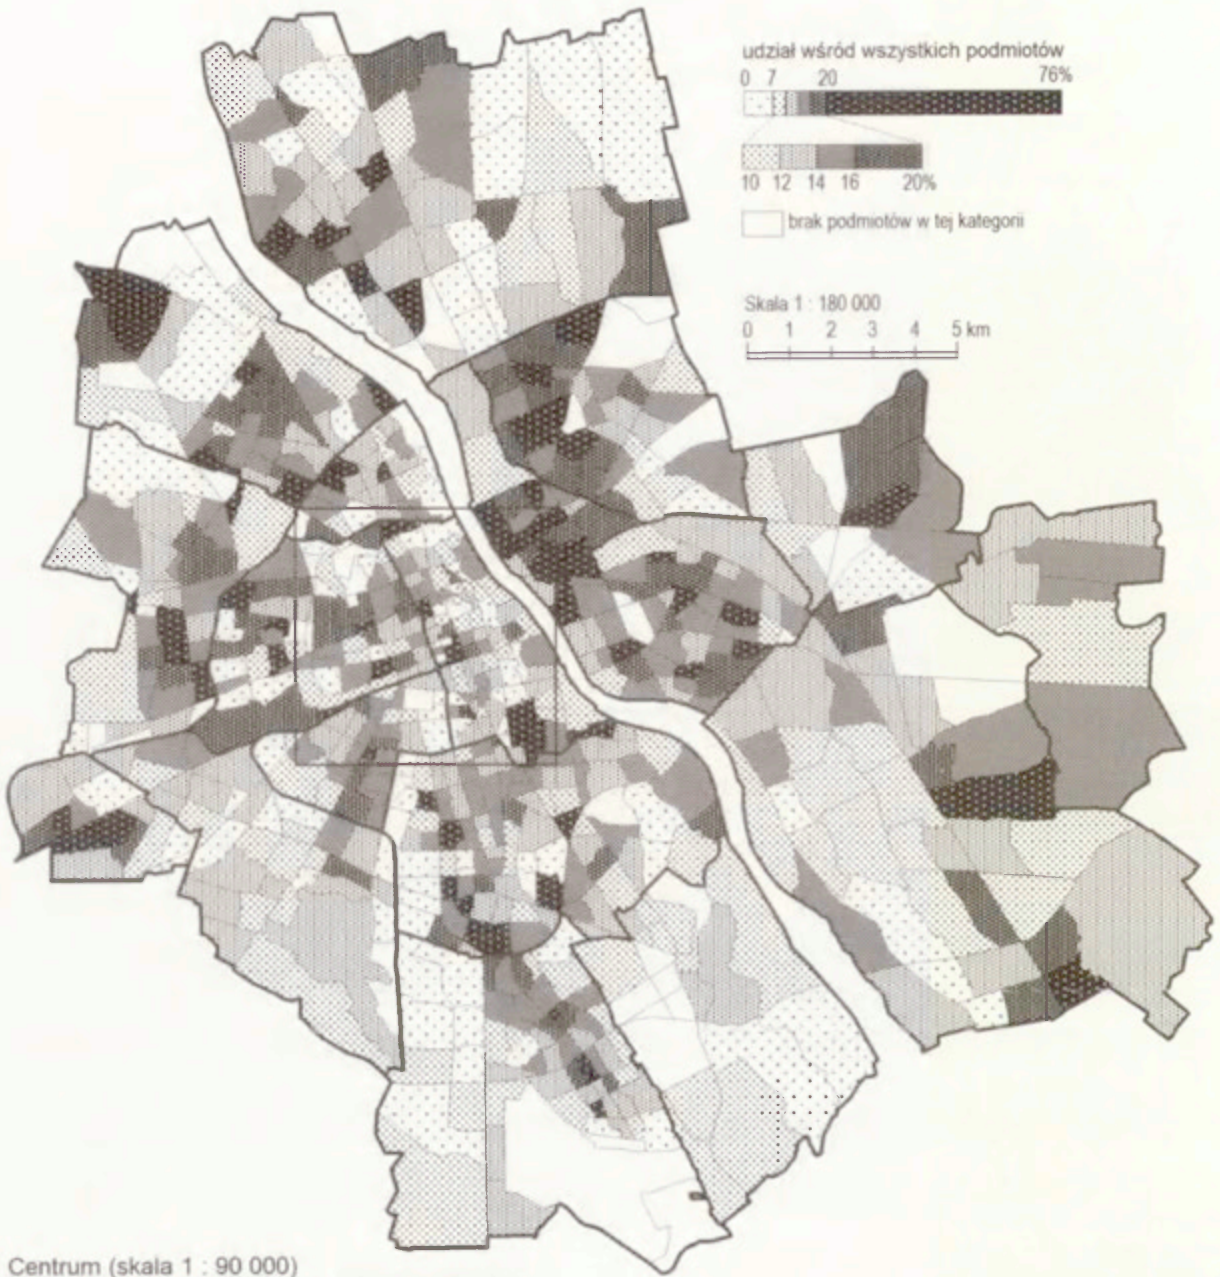 udział wśród wszystkich podmiotów
0 7 20 76%
10 12 14 16 20%
brak podmiotów w tej kategorii
Skala 1 : 180 000
0 1 2 3 4 5 km
Centrum (skala 1 : 90 000)